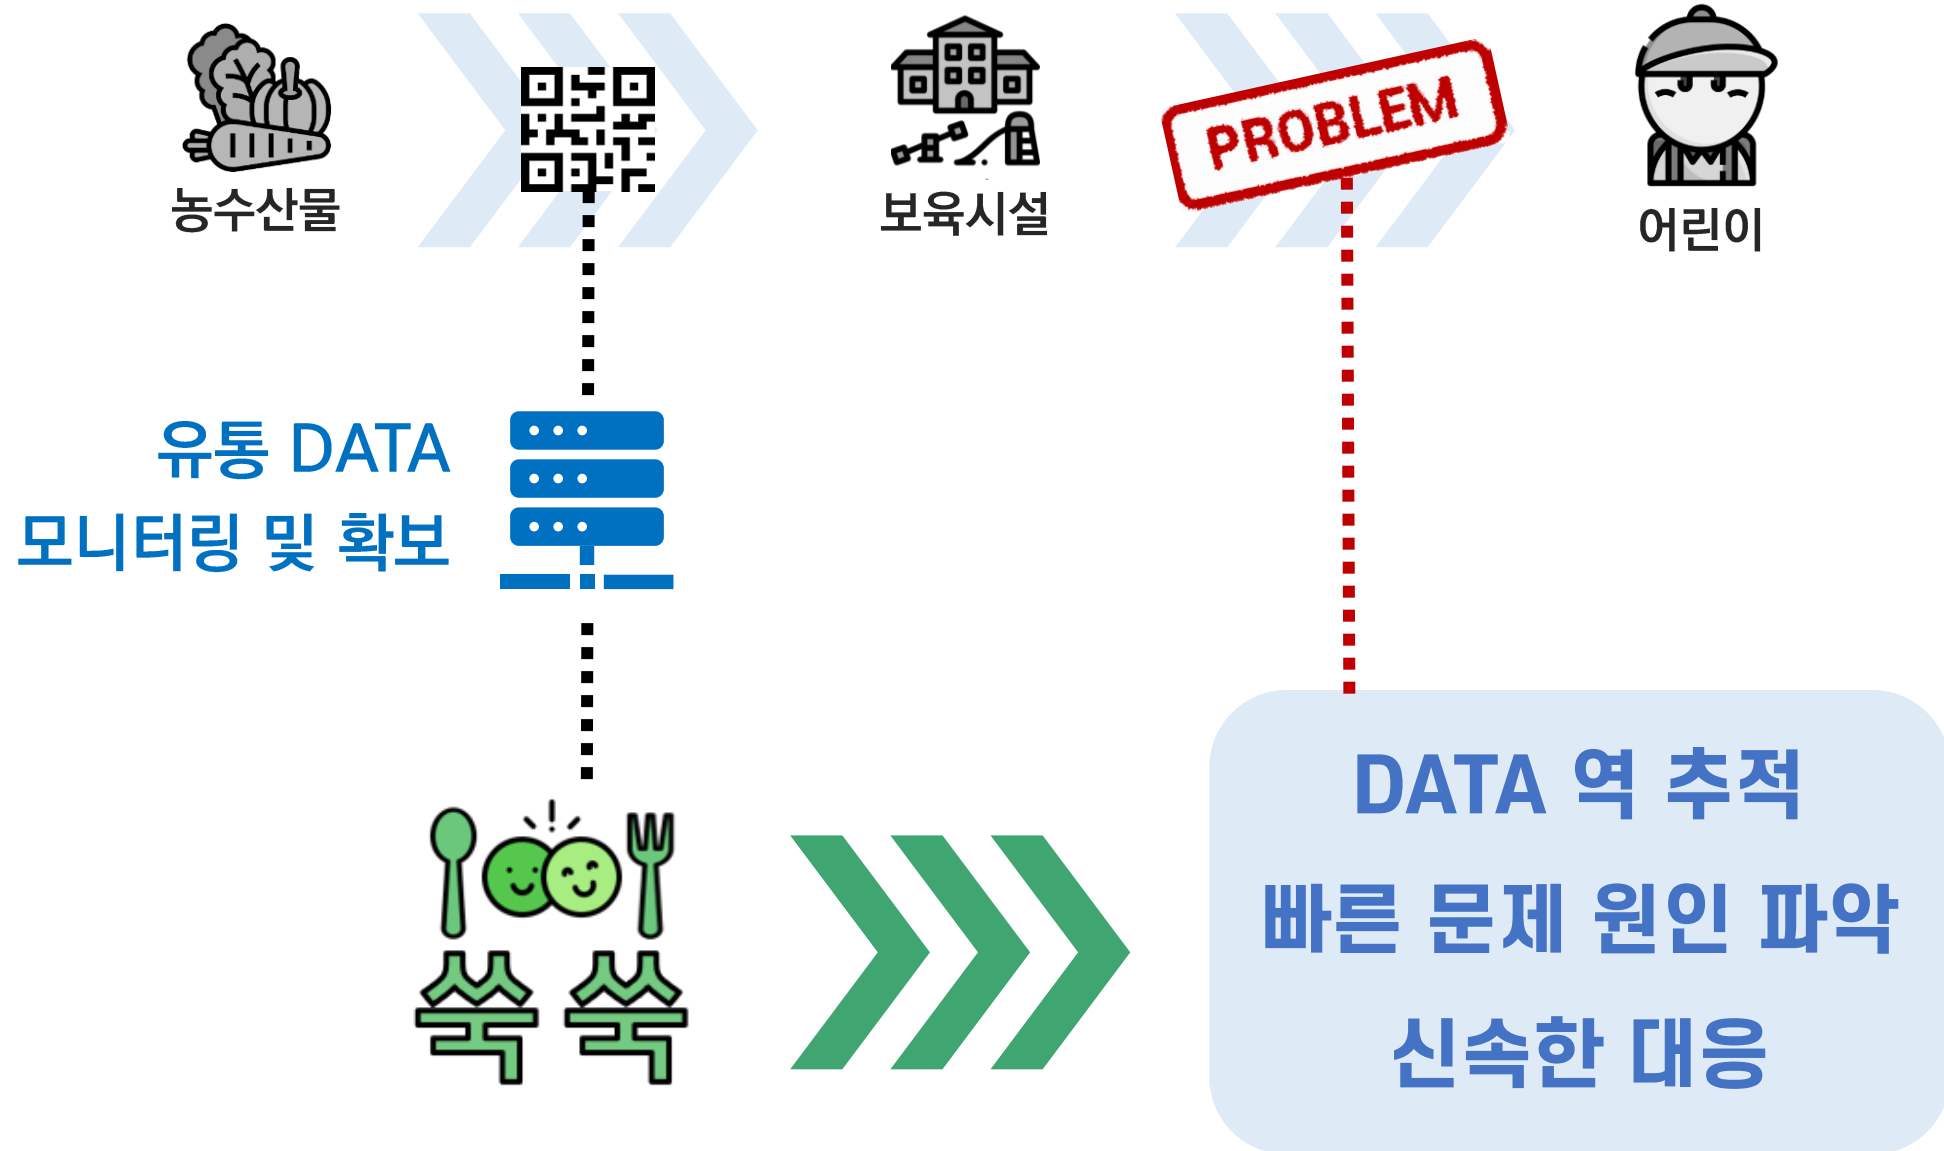 농수산물
보육시설
PROBLEM
어린이
유통 DATA
모니터링 및 확보
쑥쑥
DATA 역 추적
빠른 문제 원인 파악
신속한 대응